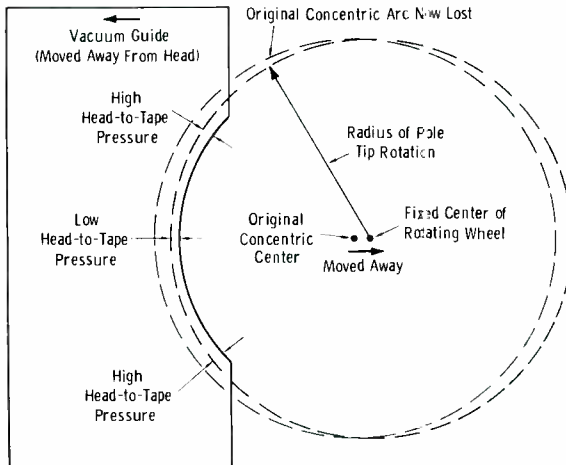 Original Concentric Arc Now Lost
Vacuum Guide
(Moved Away From Head)
High
Head-to-Tape
Pressure
Radius of Pole
Tip Rotation
Low
Head-to-Tape
Pressure
Original
Concentric
Center
Fixed Center of
Rotating Wheel
Moved Away
High
Head-to-Tape
Pressure